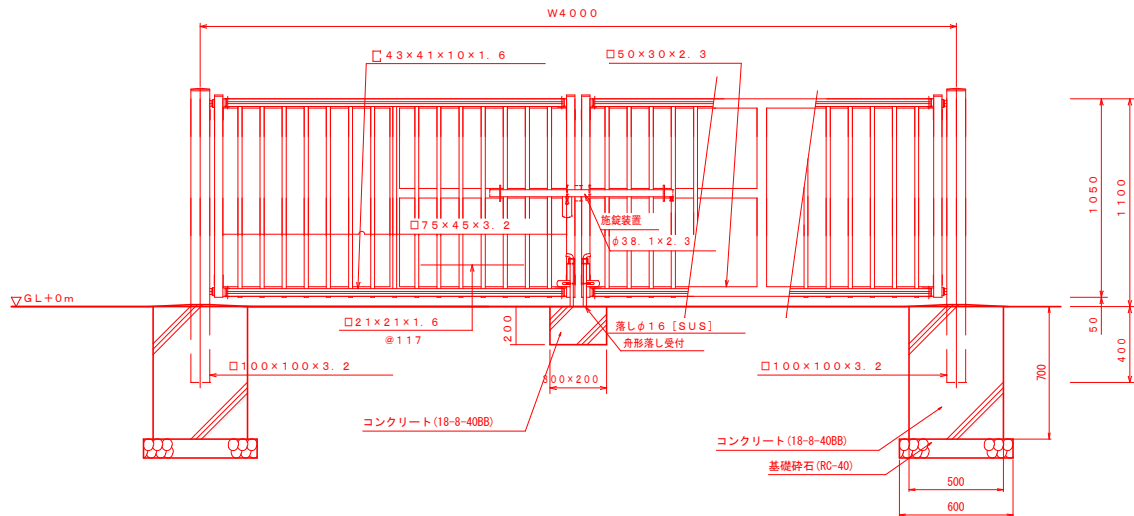 W4000
43×41×10×1.6
□50×30×2.3
□75×45×3.2
施錠装置
φ38.1×2.3
1050
1100
▽GL+0m
□21×21×1.6
@117
200
落しφ16［SUS］
舟形落し受付
50
400
□100×100×3.2
300×200
□100×100×3.2
700
コンクリート(18-8-40BB)
コンクリート(18-8-40BB)
基礎砕石(RC-40)
500
600